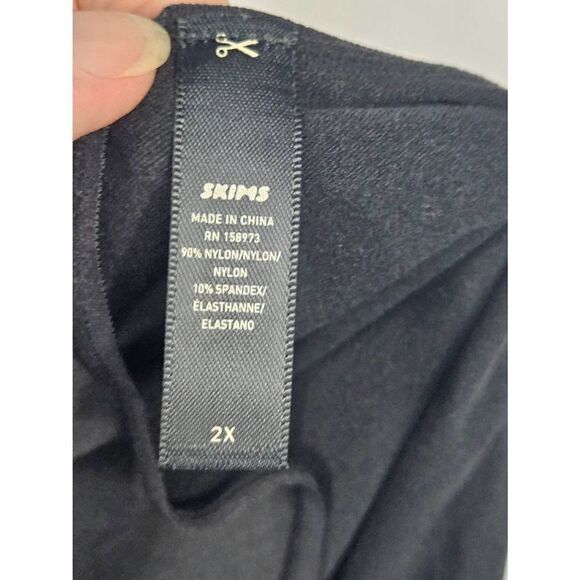 SKIMS
MADE IN CHINA
RN 158973
90% NYLON/NYLON/
NYLON
10% SPANDEX/
ÉLASTHANNE/
ELASTANO
2X